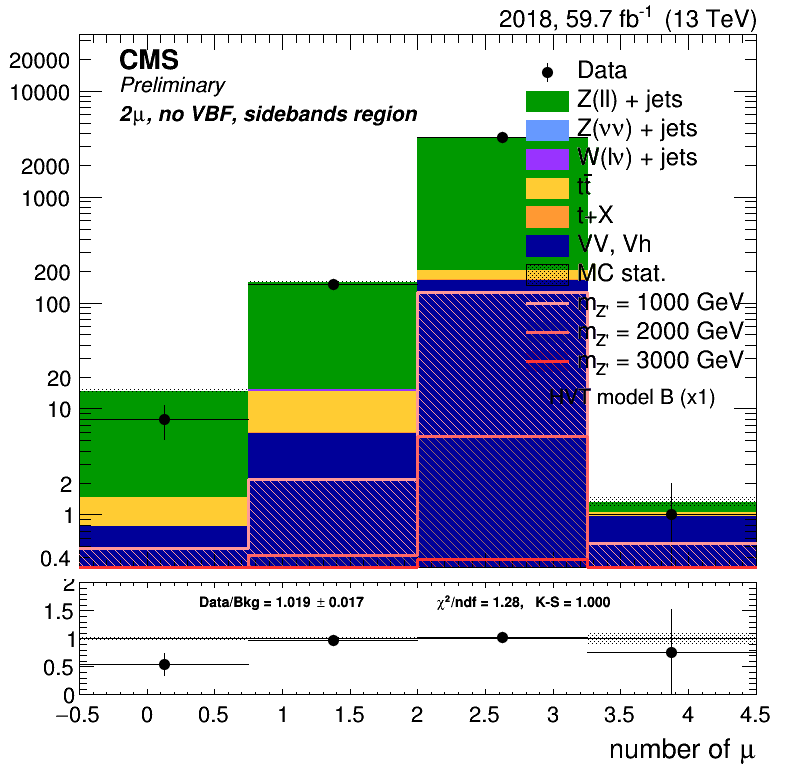 2018, 59.7 fb⁻¹ (13 TeV)
CMS
Preliminary
2μ, no VBF, sidebands region
Data
Z(ll) + jets
Z(νν) + jets
W(lν) + jets
tt̄
t+X
VV, Vh
MC stat.
m_Z' = 1000 GeV
m_Z' = 2000 GeV
m_Z' = 3000 GeV
HVT model B (x1)
20000
10000
2000
1000
200
100
20
10
2
1
0.4
Data/Bkg = 1.019 ± 0.017
χ²/ndf = 1.28, K-S = 1.000
2
1.5
1
0.5
0
−0.5 0 0.5 1 1.5 2 2.5 3 3.5 4 4.5
number of μ